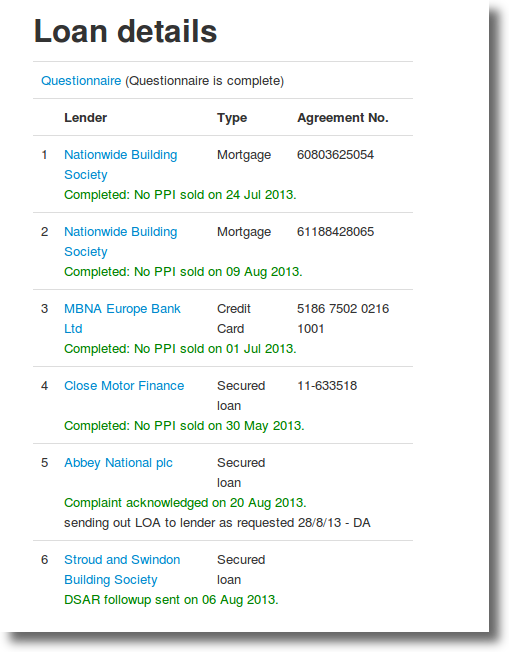 Loan details
Questionnaire (Questionnaire is complete)
Lender Type Agreement No.
1 Nationwide Building Mortgage 60803625054
Society
Completed: No PPI sold on 24 Jul 2013.
2 Nationwide Building Mortgage 61188428065
Society
Completed: No PPI sold on 09 Aug 2013.
3 MBNA Europe Bank Credit 5186 7502 0216
Ltd Card 1001
Completed: No PPI sold on 01 Jul 2013.
4 Close Motor Finance Secured 11-633518
loan
Completed: No PPI sold on 30 May 2013.
5 Abbey National plc Secured
loan
Complaint acknowledged on 20 Aug 2013.
sending out LOA to lender as requested 28/8/13 - DA
6 Stroud and Swindon Secured
Building Society loan
DSAR followup sent on 06 Aug 2013.